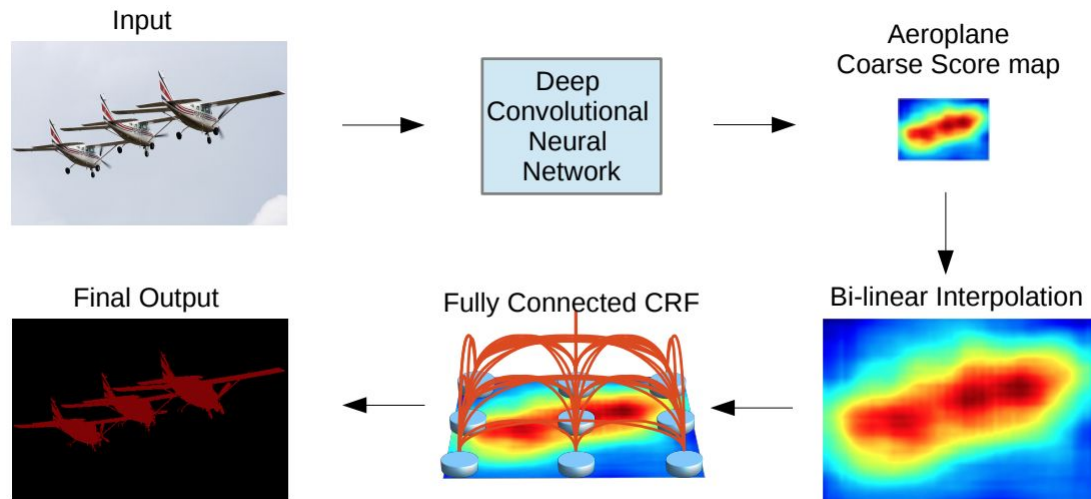 Input
Deep
Convolutional
Neural
Network
Aeroplane
Coarse Score map
Final Output
Fully Connected CRF
Bi-linear Interpolation